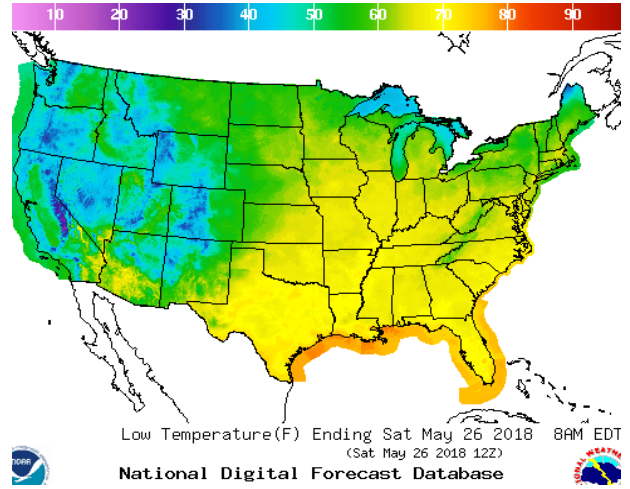 10 20 30 40 50 60 70 80 90
Low Temperature(F) Ending Sat May 26 2018 8AM EDT
(Sat May 26 2018 12Z)
National Digital Forecast Database
NOAA